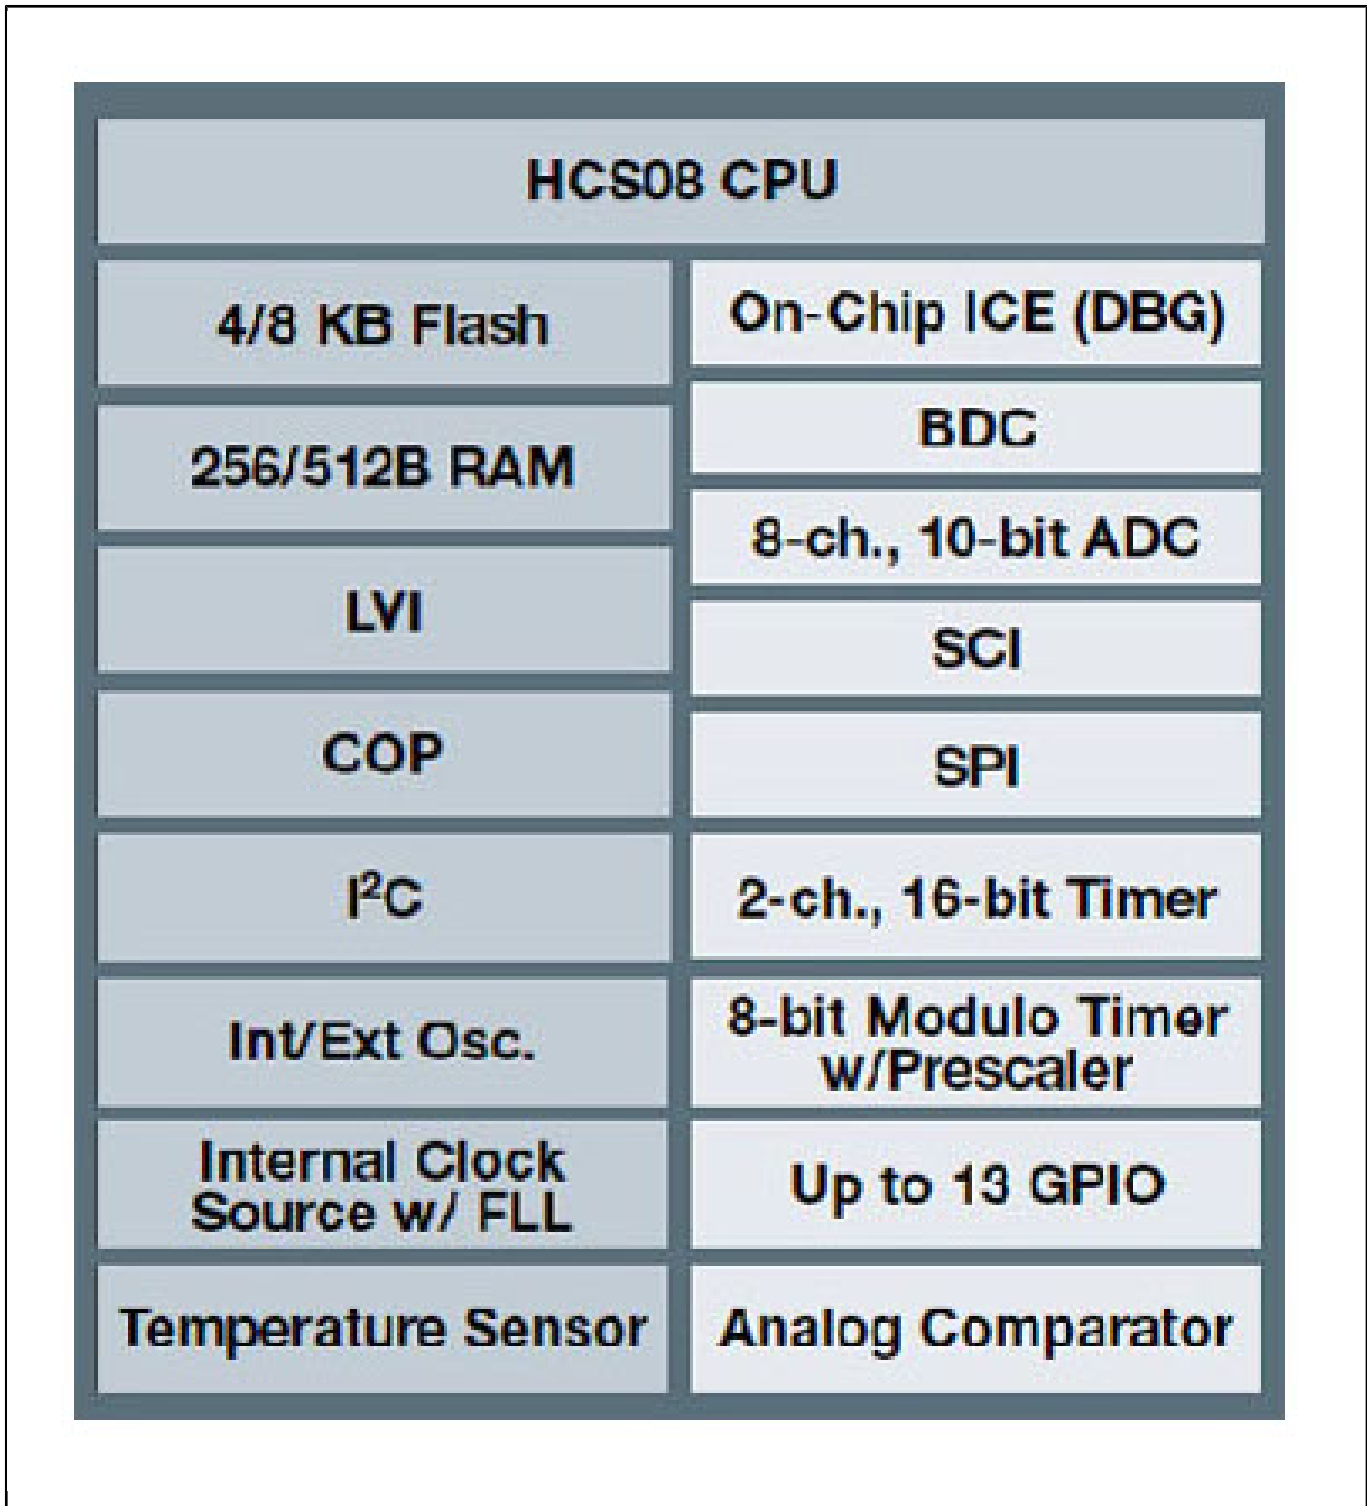 HCS08 CPU
4/8 KB Flash
256/512B RAM
LVI
COP
I²C
Int/Ext Osc.
Internal Clock
Source w/ FLL
Temperature Sensor
On-Chip ICE (DBG)
BDC
8-ch., 10-bit ADC
SCI
SPI
2-ch., 16-bit Timer
8-bit Modulo Timer
w/Prescaler
Up to 13 GPIO
Analog Comparator